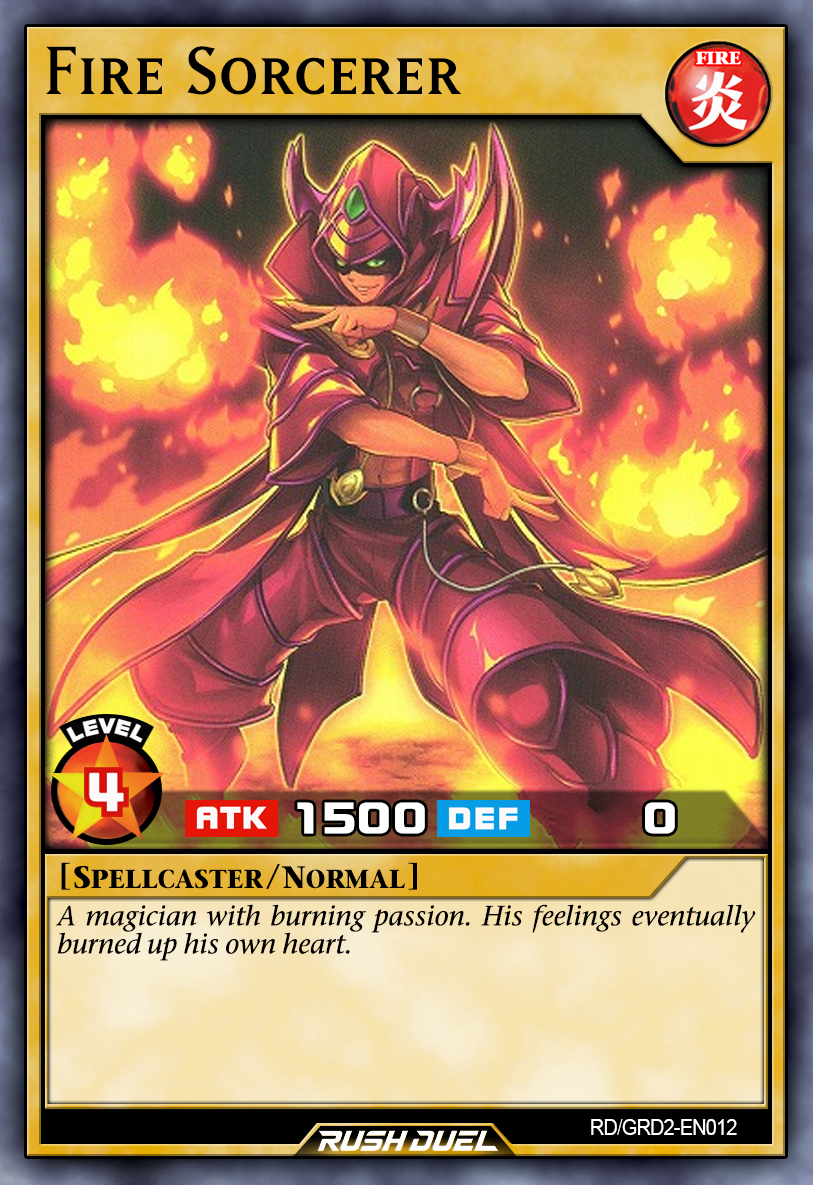 Fire Sorcerer
FIRE
炎
LEVEL
4
ATK 1500 DEF 0
[Spellcaster/Normal]
A magician with burning passion. His feelings eventually
burned up his own heart.
RD/GRD2-EN012
RUSH DUEL